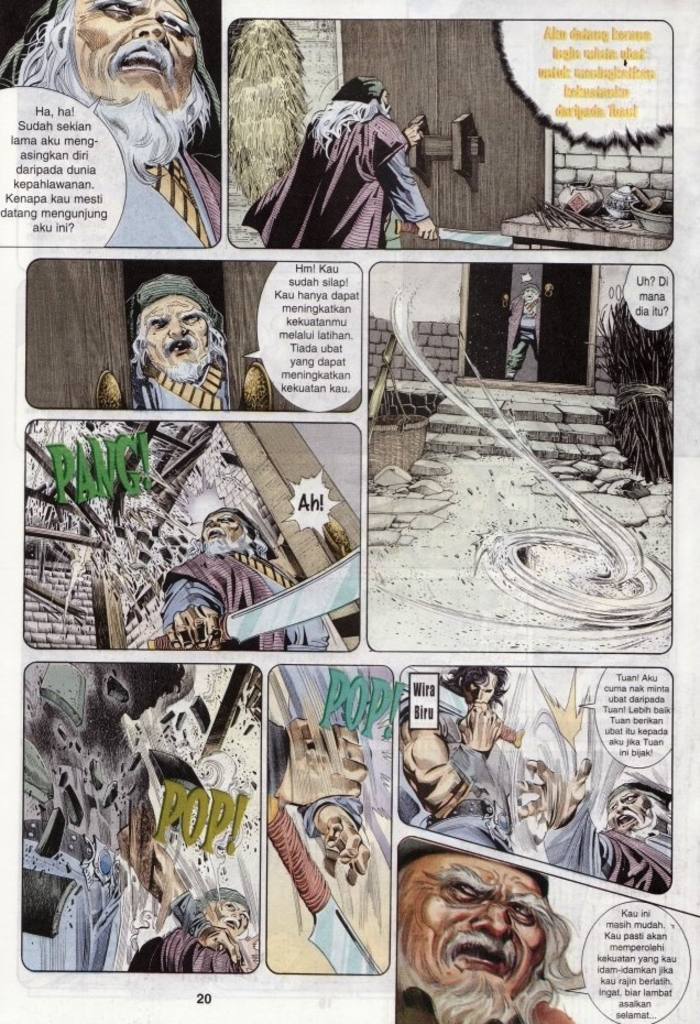 Ha, ha!
Sudah sekian
lama aku meng-
asingkan diri
daripada dunia
kepahlawanan.
Kenapa kau mesti
datang mengunjung
aku ini?
Aku datang kerana
ingin minta ubat
untuk meningkatkan
kekuatanku
daripada Tuan!
Hm! Kau
sudah silap!
Kau hanya dapat
meningkatkan
kekuatanmu
melalui latihan.
Tiada ubat
yang dapat
meningkatkan
kekuatan kau.
Uh? Di
mana
dia itu?
PANG!
Ah!
POP!
POP!
Wira
Biru
Tuan! Aku
cuma nak minta
ubat daripada
Tuan! Lebih baik
Tuan berikan
ubat itu kepada
aku jika Tuan
ini bijak!
Kau ini
masih mudah.
Kau pasti akan
memperolehi
kekuatan yang kau
idam-idamkan jika
kau rajin berlatih.
Ingat, biar lambat
asalkan
selamat...
20